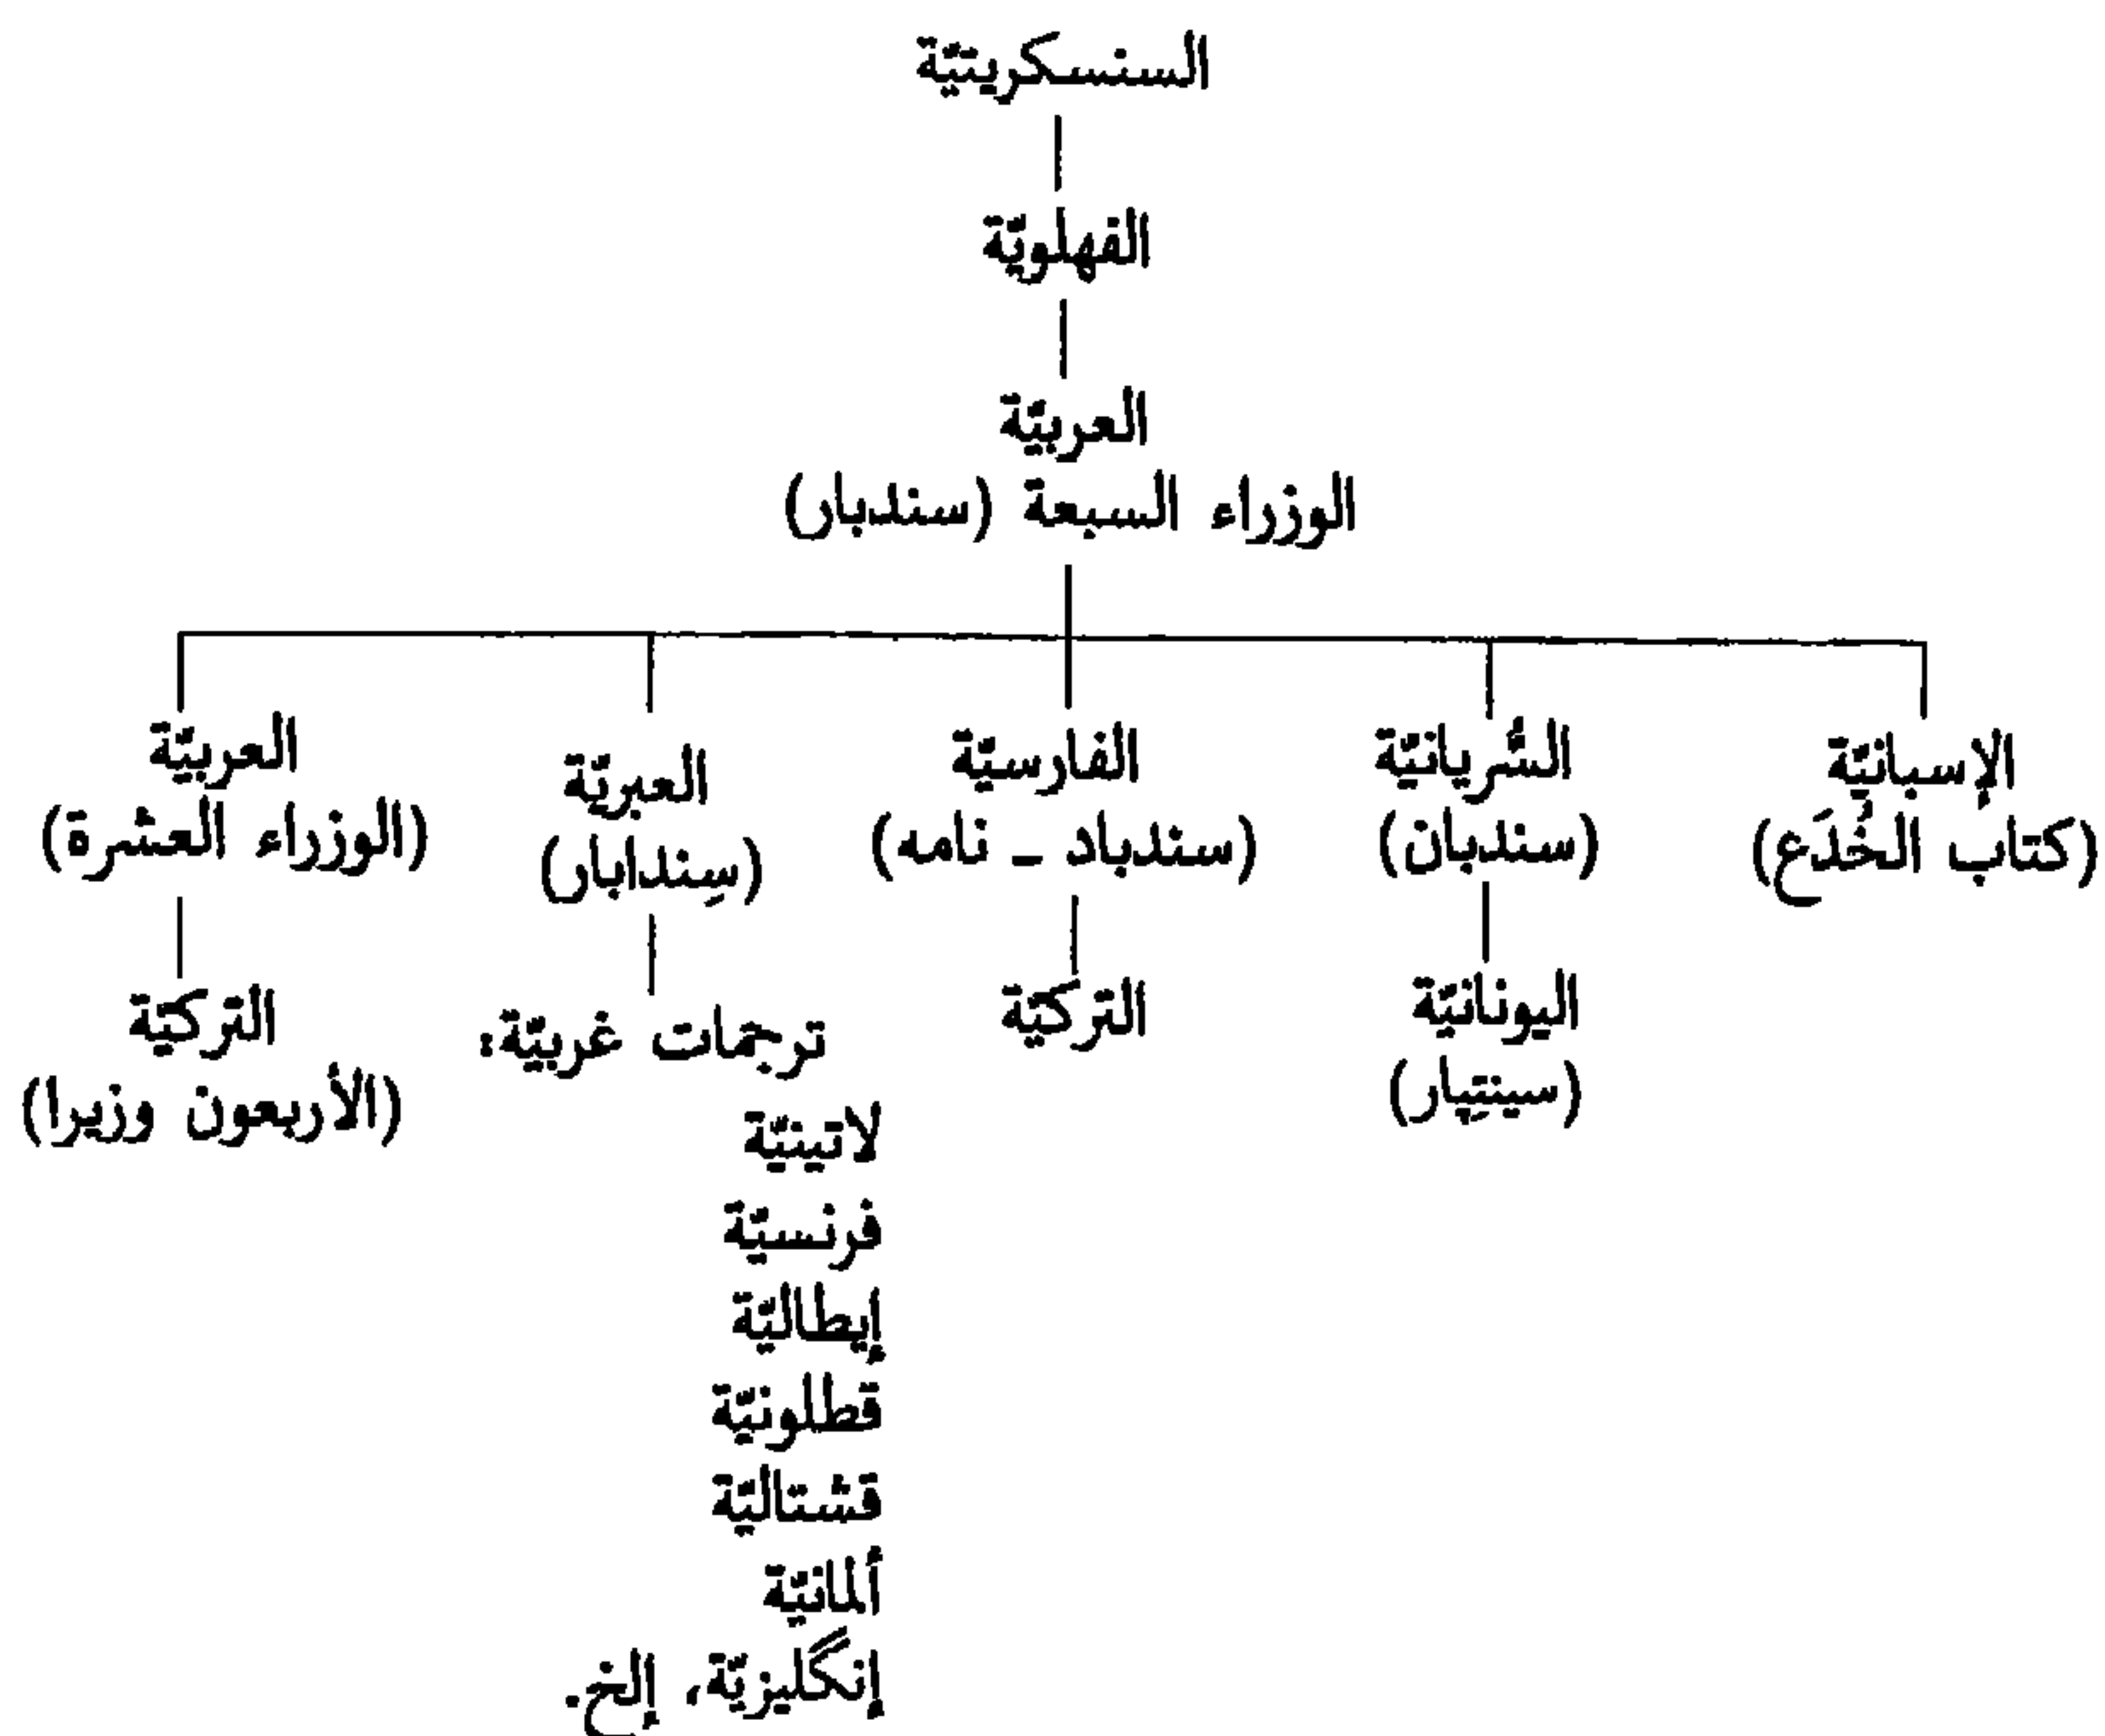 السنسكريتيّة
الفهلويّة
العربيّة
الوزراء السبعة (سندبار)
الإسبانيّة
(كتاب الخُدَع)
السُّريانيّة
(سندبان)
اليونانيّة
(سينتيپار)
الفارسيّة
(سندباد – نامه)
التركيّة
العبريّة
(سِندابار)
ترجمات غربيّة:
لاتينيّة
فرنسيّة
إيطاليّة
قطلونيّة
قشتاليّة
ألمانيّة
إنگليزيّة، إلخ.
العربيّة
(الوزراء العشرة)
التركيّة
(الأربعون وزيرا)